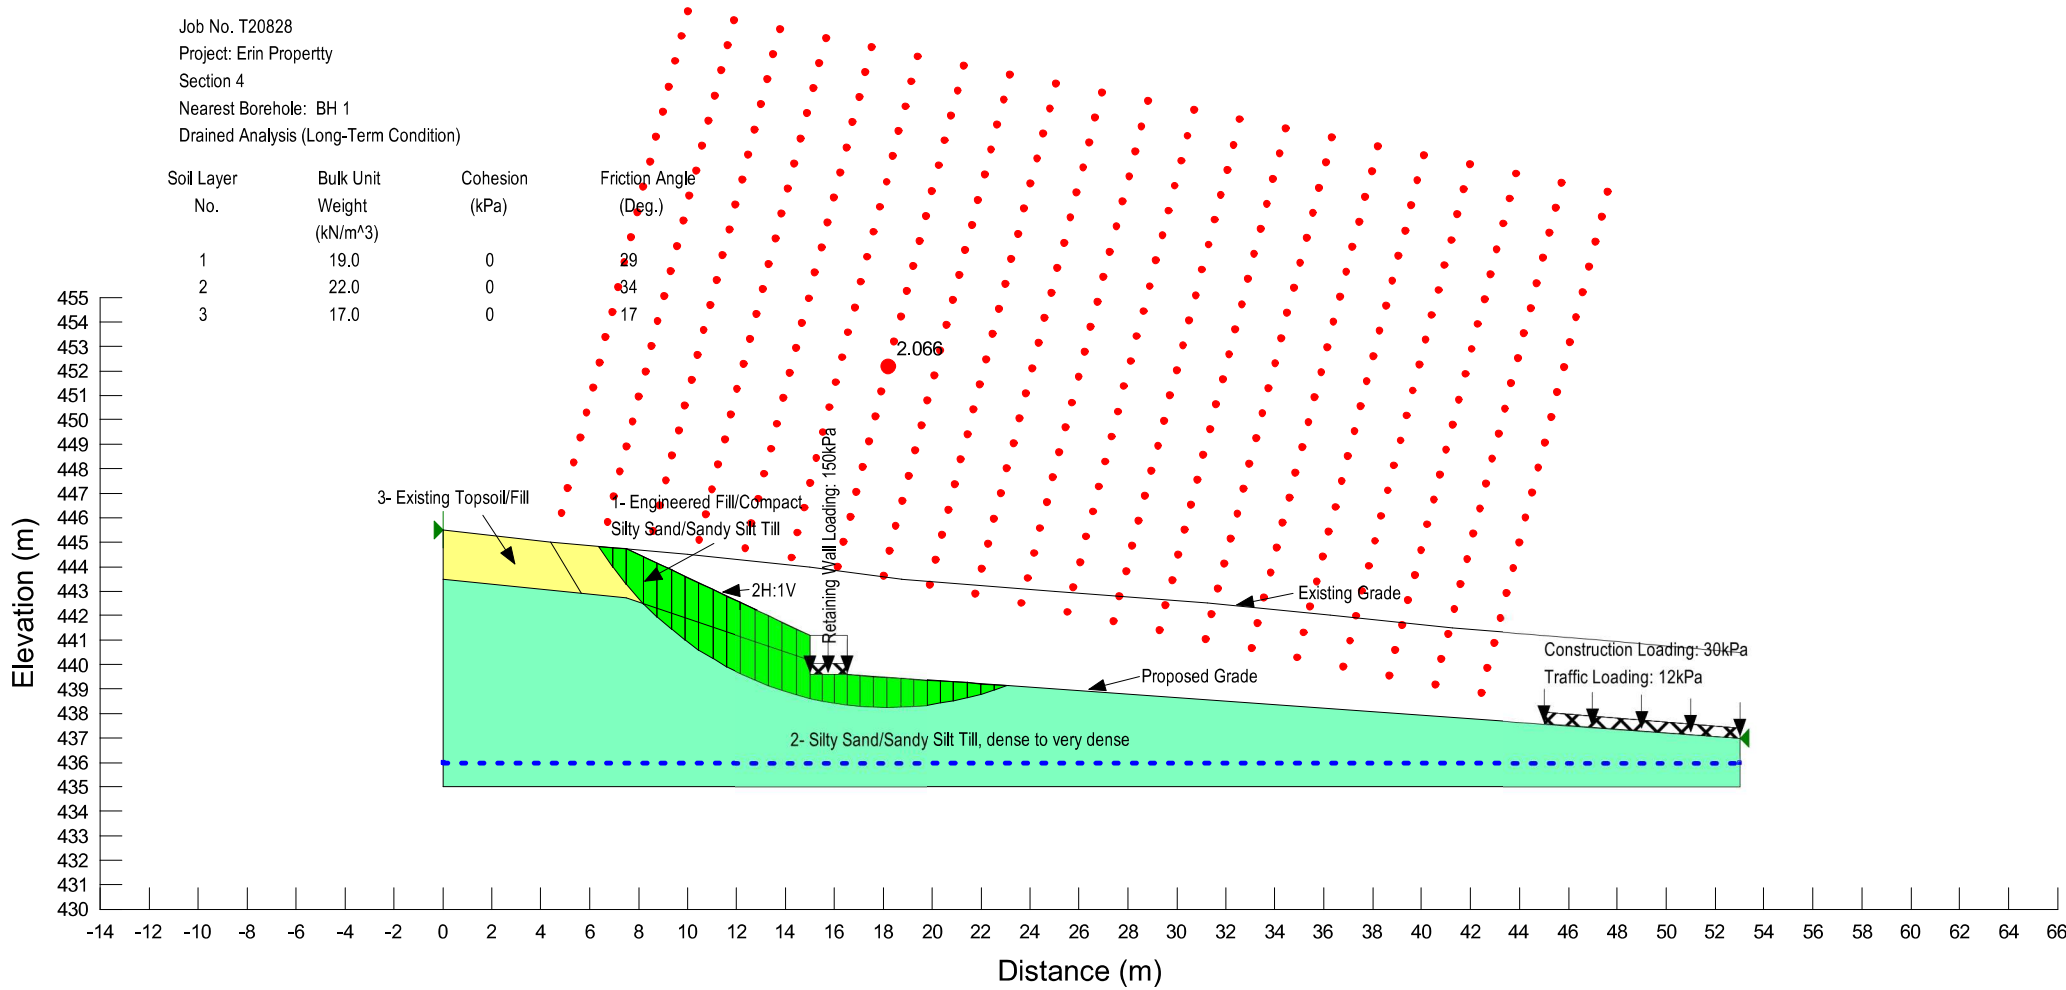 Job No. T20828
Project: Erin Propertty
Section 4
Nearest Borehole: BH 1
Drained Analysis (Long-Term Condition)
Soil Layer Bulk Unit Cohesion Friction Angle
No. Weight (kPa) (Deg.)
(kN/m^3)
1 19.0 0 29
2 22.0 0 34
3 17.0 0 17
2.066
3- Existing Topsoil/Fill
1- Engineered Fill/Compact
Silty Sand/Sandy Silt Till
2H:1V
Retaining Wall Loading: 150kPa
Existing Grade
Proposed Grade
Construction Loading: 30kPa
Traffic Loading: 12kPa
2- Silty Sand/Sandy Silt Till, dense to very dense
Elevation (m)
455
454
453
452
451
450
449
448
447
446
445
444
443
442
441
440
439
438
437
436
435
434
433
432
431
430
-14 -12 -10 -8 -6 -4 -2 0 2 4 6 8 10 12 14 16 18 20 22 24 26 28 30 32 34 36 38 40 42 44 46 48 50 52 54 56 58 60 62 64 66
Distance (m)